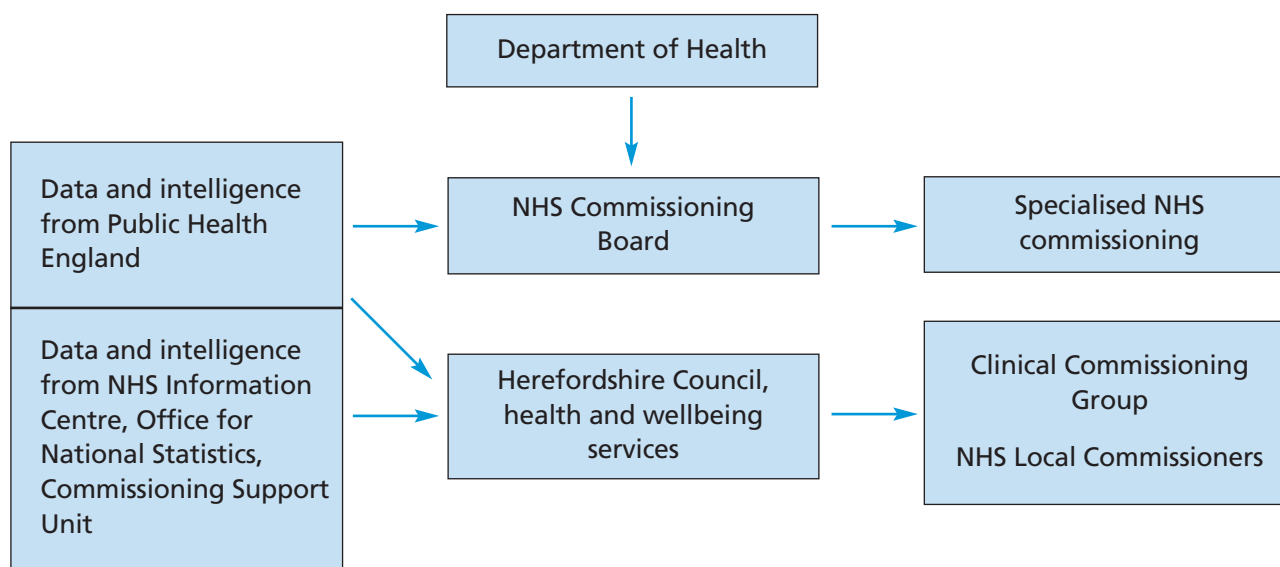 Department of Health
Data and intelligence
from Public Health
England
NHS Commissioning
Board
Specialised NHS
commissioning
Data and intelligence
from NHS Information
Centre, Office for
National Statistics,
Commissioning Support
Unit
Herefordshire Council,
health and wellbeing
services
Clinical Commissioning
Group
NHS Local Commissioners